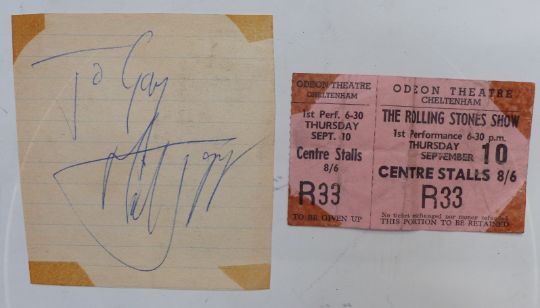 To Gay
ODEON THEATRE
CHELTENHAM
1st Perf. 6-30
THURSDAY
SEPT. 10
Centre Stalls
8/6
R33
TO BE GIVEN UP
ODEON THEATRE
CHELTENHAM
THE ROLLING STONES SHOW
1st Performance 6-30 p.m.
THURSDAY
SEPTEMBER 10
CENTRE STALLS 8/6
R33
No ticket exchanged nor money refunded
THIS PORTION TO BE RETAINED